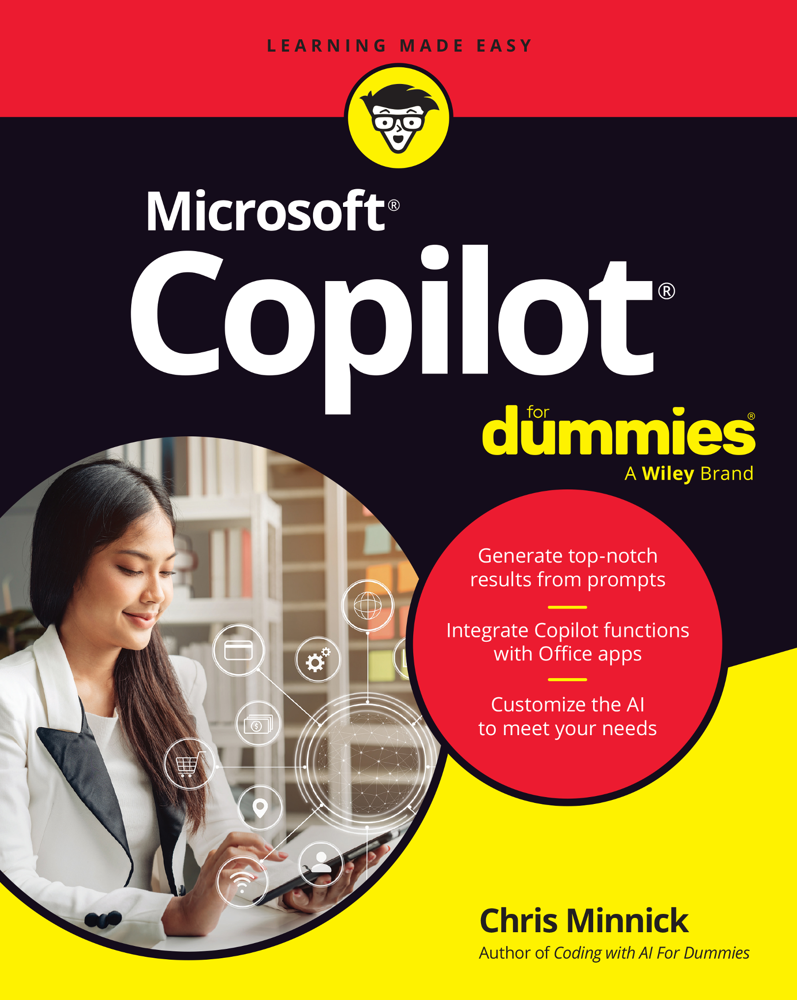 LEARNING MADE EASY
Microsoft®
Copilot®
for
dummies®
A Wiley Brand
Generate top-notch
results from prompts
Integrate Copilot functions
with Office apps
Customize the AI
to meet your needs
$
Chris Minnick
Author of Coding with AI For Dummies